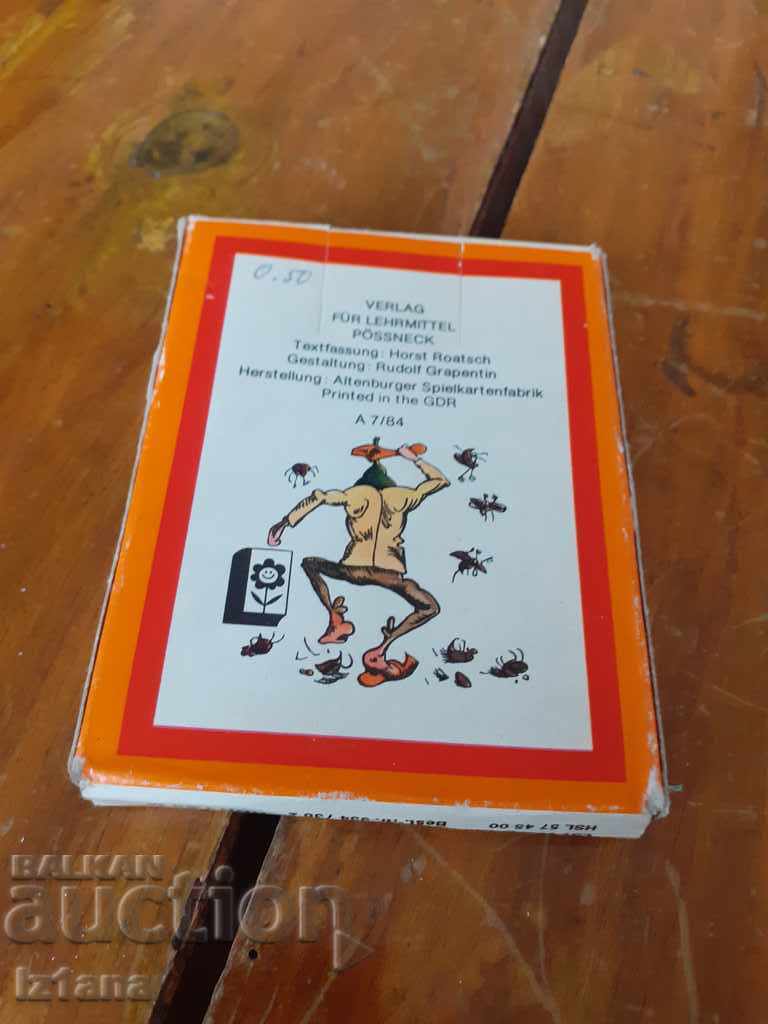 0.50
VERLAG
FÜR LEHRMITTEL
PÖSSNECK
Textfassung: Horst Roatsch
Gestaltung: Rudolf Grapentin
Herstellung: Altenburger Spielkartenfabrik
Printed in the GDR
A 7/84
HSL 57 45 00
BALKAN
auction
iztana